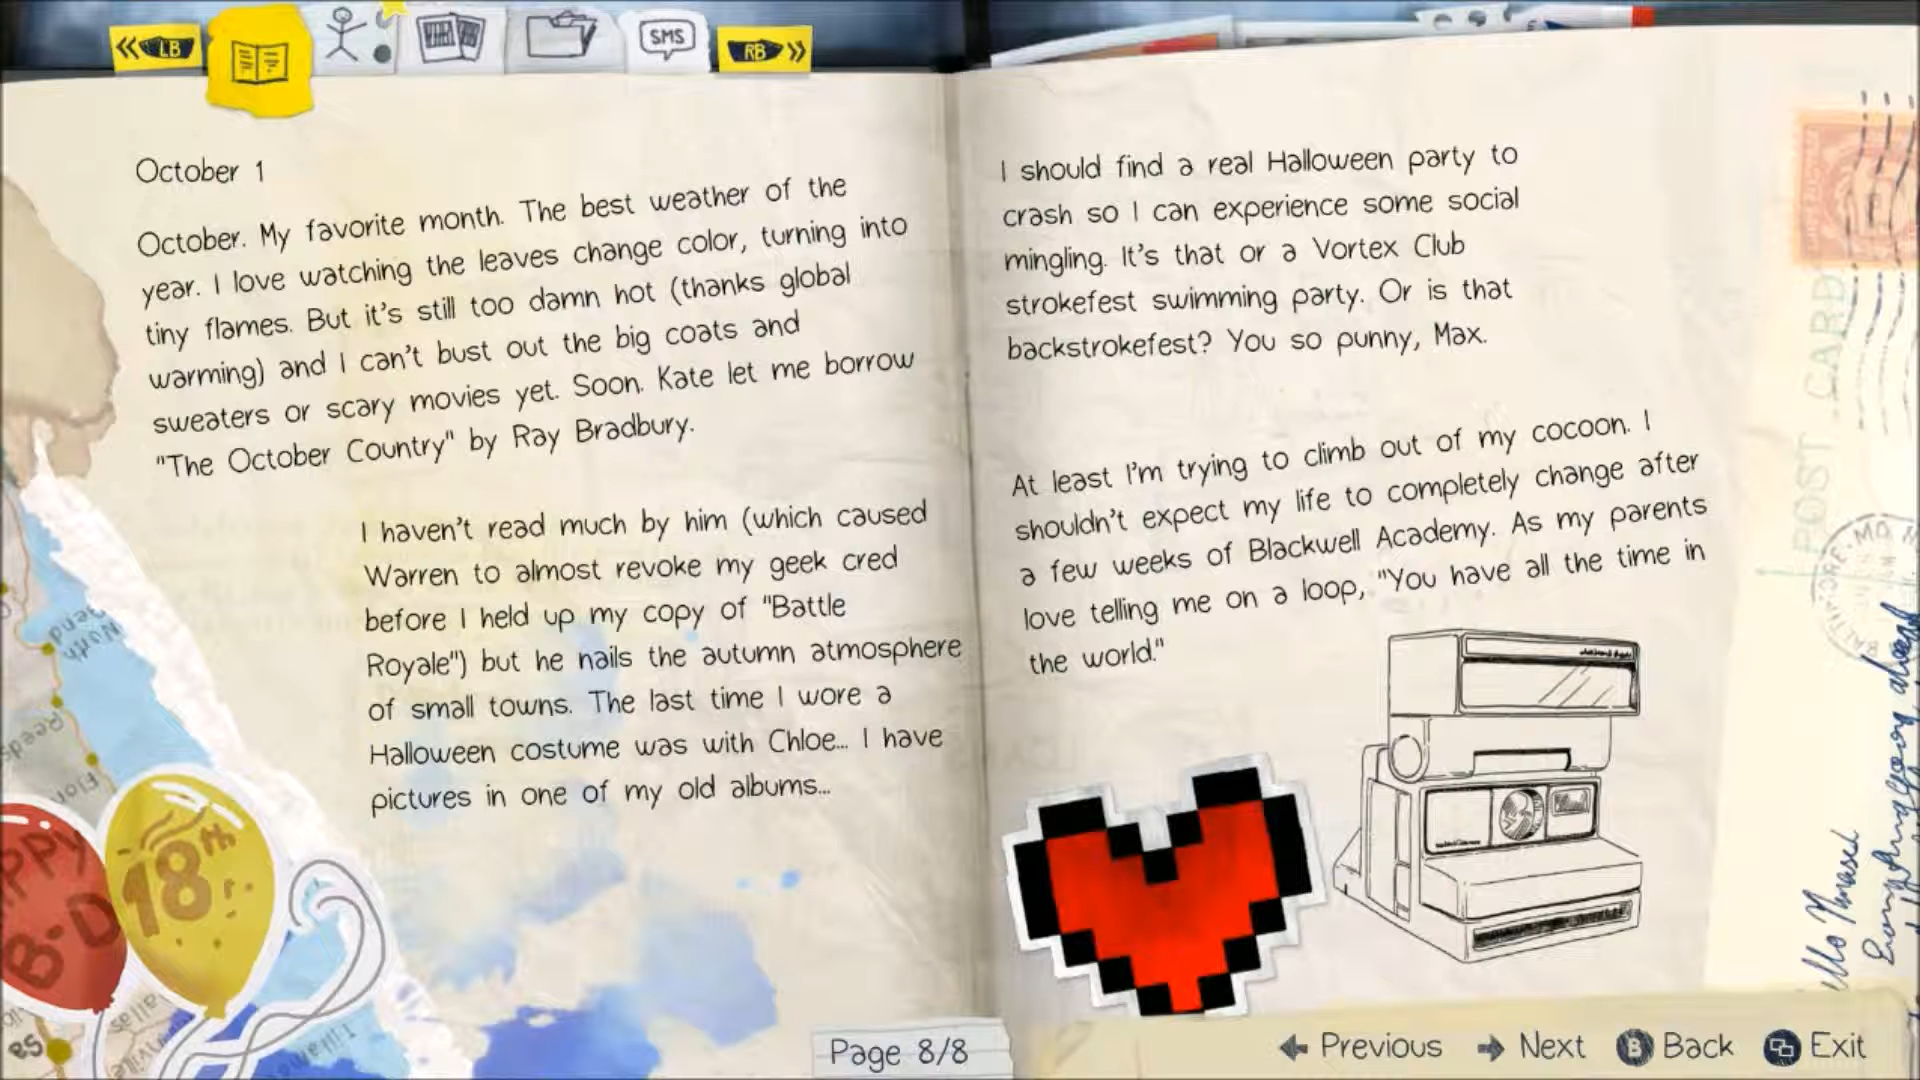 LB
SMS
RB
October 1
October. My favorite month. The best weather of the
year. I love watching the leaves change color, turning into
tiny flames. But it's still too damn hot (thanks global
warming) and I can't bust out the big coats and
sweaters or scary movies yet. Soon. Kate let me borrow
"The October Country" by Ray Bradbury.
I haven't read much by him (which caused
Warren to almost revoke my geek cred
before I held up my copy of "Battle
Royale") but he nails the autumn atmosphere
of small towns. The last time I wore a
Halloween costume was with Chloe... I have
pictures in one of my old albums...
I should find a real Halloween party to
crash so I can experience some social
mingling. It's that or a Vortex Club
strokefest swimming party. Or is that
backstrokefest? You so punny, Max.
At least I'm trying to climb out of my cocoon. I
shouldn't expect my life to completely change after
a few weeks of Blackwell Academy. As my parents
love telling me on a loop, "You have all the time in
the world."
POST CARD
North
Bend
Reeds
B-D
18th
Page 8/8
Previous
Next
B Back
Exit